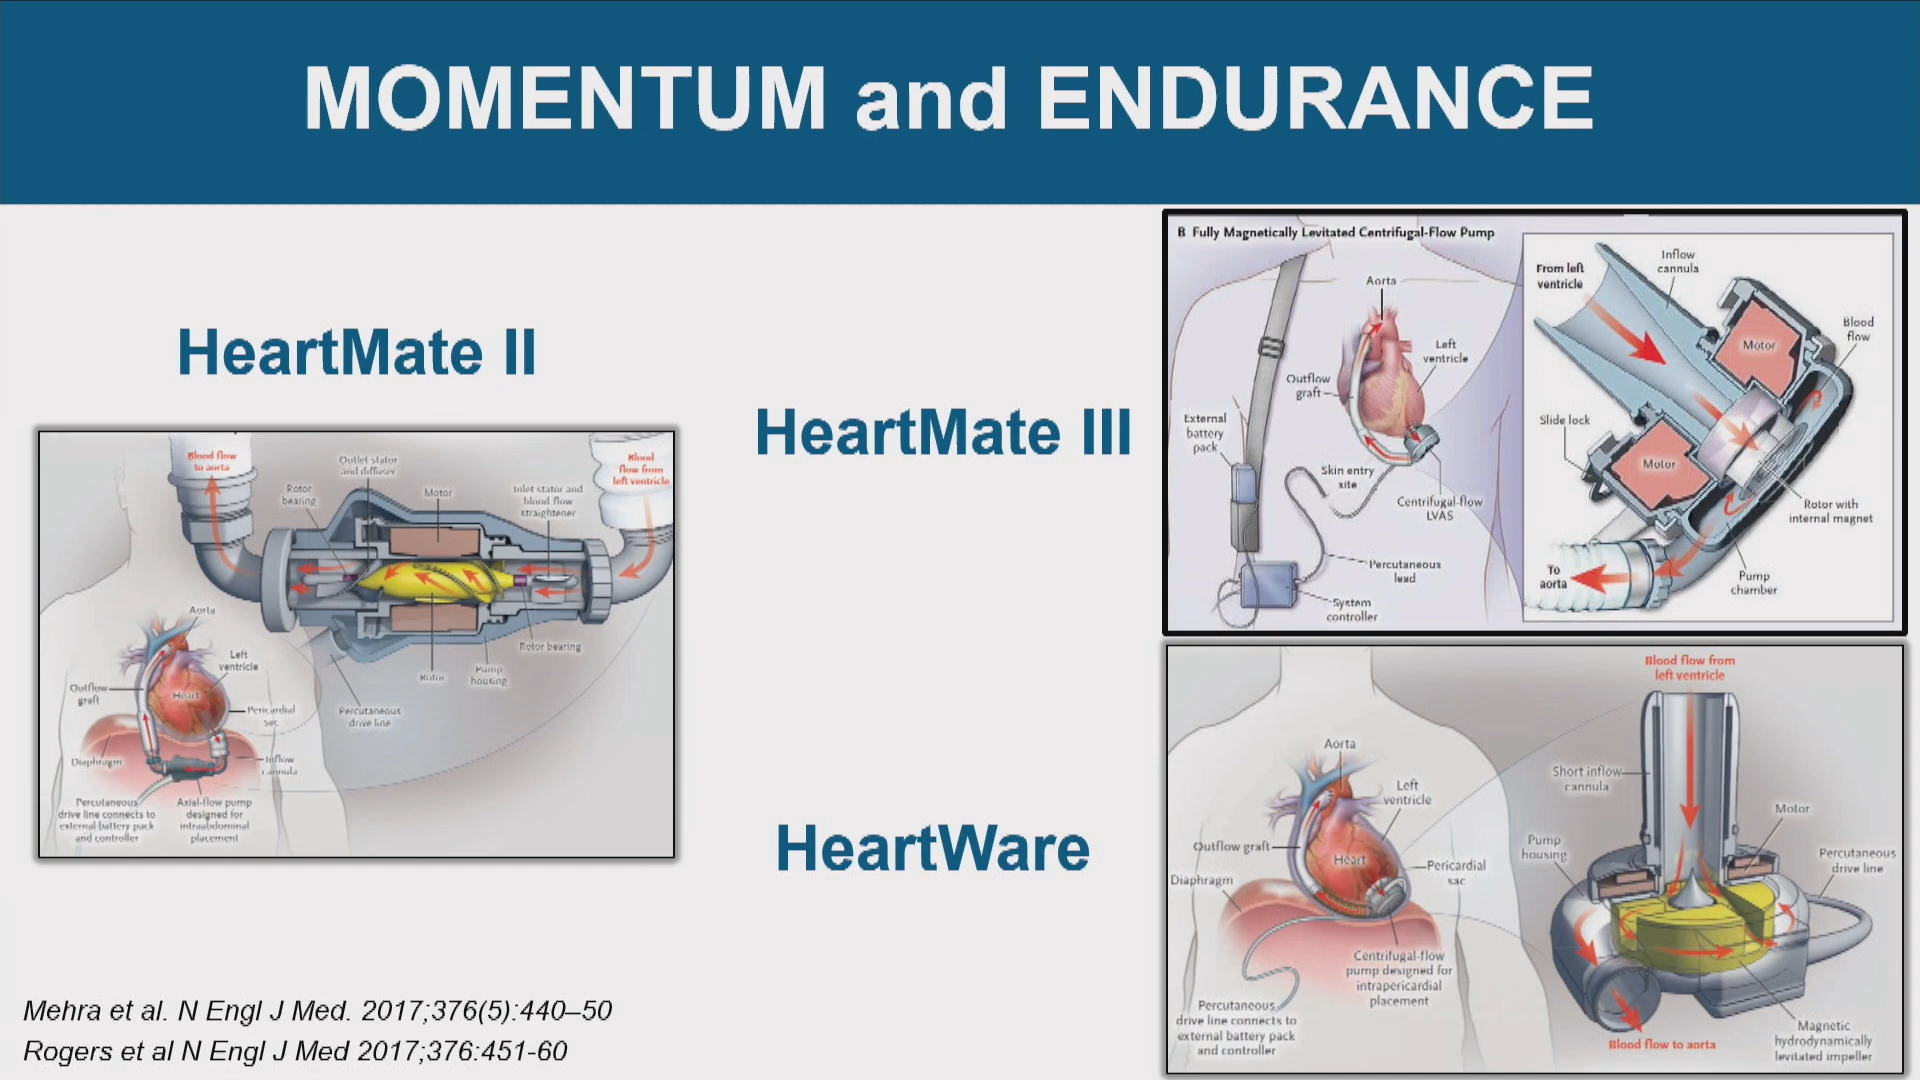 MOMENTUM and ENDURANCE
HeartMate II
Blood flow
to aorta
Outlet stator
and diffuser
Rotor
bearing
Motor
Inlet stator and
blood flow
straightener
Blood
flow from
left ventricle
Rotor bearing
Pump
housing
Rotor
Percutaneous
drive line
Aorta
Left
ventricle
Outflow
graft
Heart
Pericardial
sac
Diaphragm
Inflow
cannula
Percutaneous
drive line connects to
external battery pack
and controller
Axial-flow pump
designed for
intraabdominal
placement
HeartMate III
B Fully Magnetically Levitated Centrifugal-Flow Pump
Aorta
Left
ventricle
Outflow
graft
External
battery
pack
Skin entry
site
Centrifugal-flow
LVAS
Percutaneous
lead
System
controller
From left
ventricle
Inflow
cannula
Blood
flow
Motor
Slide lock
Motor
Rotor with
internal magnet
To
aorta
Pump
chamber
HeartWare
Aorta
Left
ventricle
Outflow graft
Heart
Pericardial
sac
Diaphragm
Centrifugal-flow
pump designed for
intrapericardial
placement
Percutaneous
drive line connects to
external battery pack
and controller
Blood flow from
left ventricle
Short inflow
cannula
Motor
Pump
housing
Percutaneous
drive line
Blood flow to aorta
Magnetic
hydrodynamically
levitated impeller
Mehra et al. N Engl J Med. 2017;376(5):440–50
Rogers et al N Engl J Med 2017;376:451-60